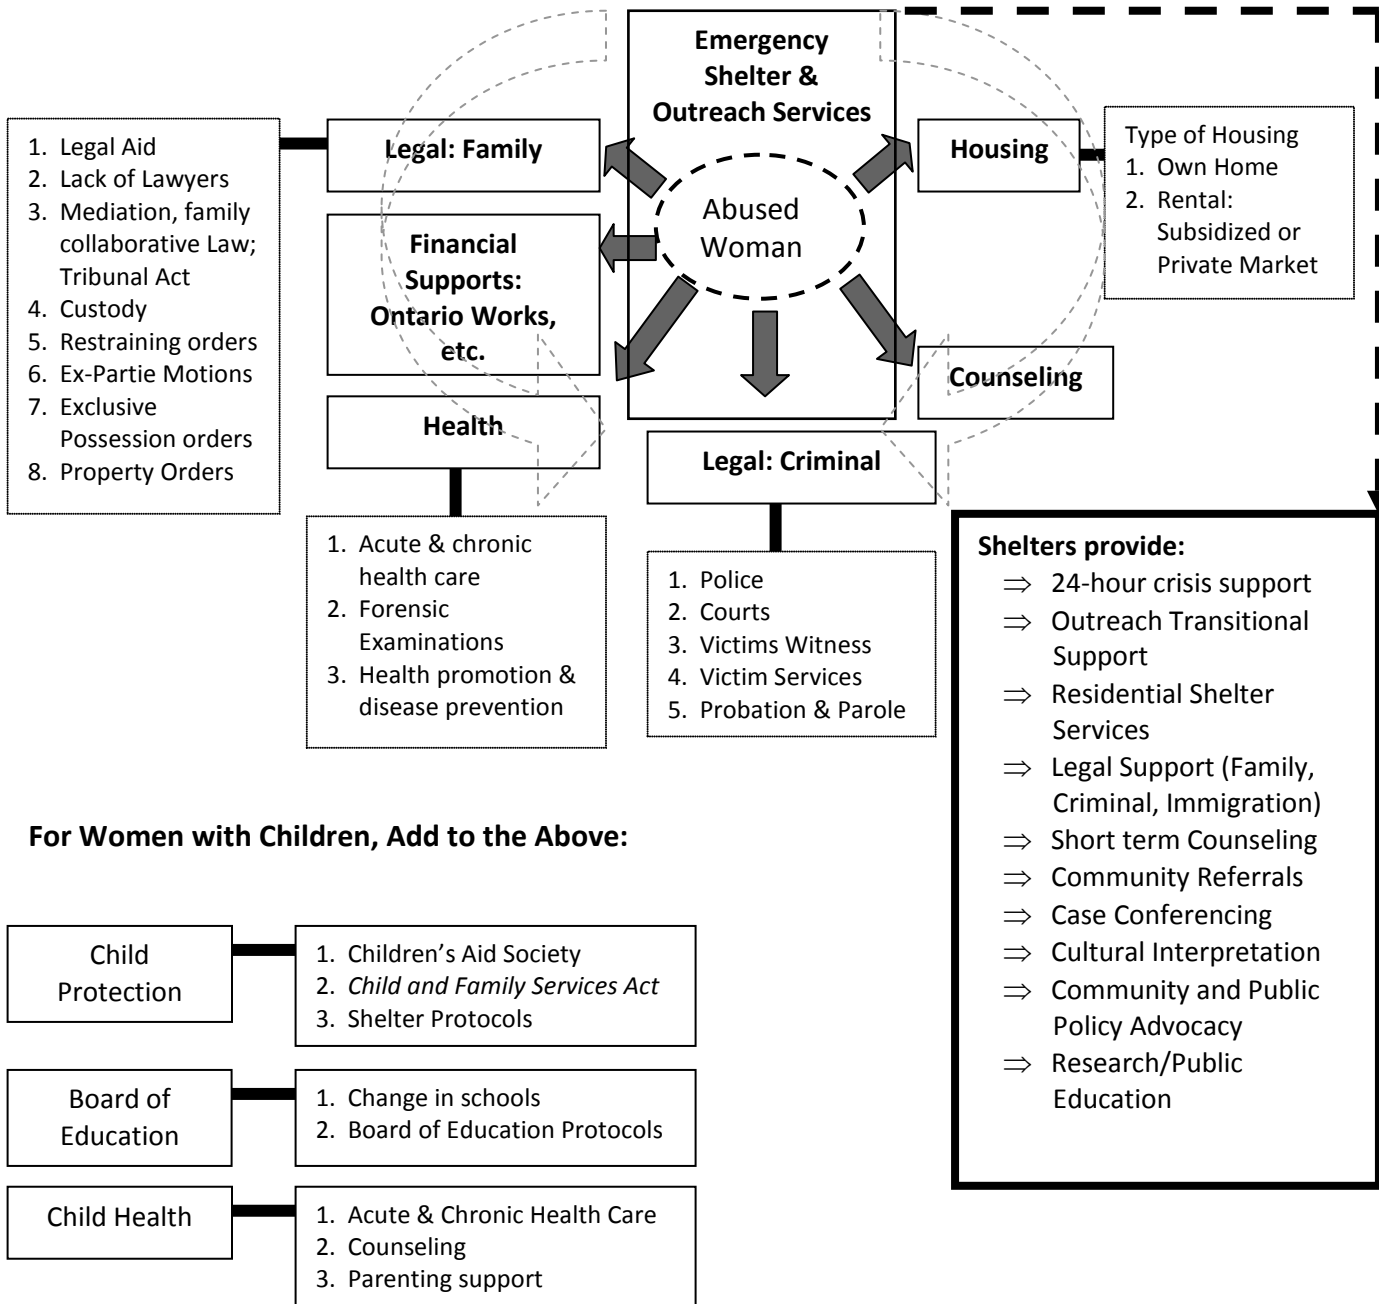 Emergency
Shelter &
Outreach Services
Abused
Woman
Legal: Family
1. Legal Aid
2. Lack of Lawyers
3. Mediation, family
collaborative Law;
Tribunal Act
4. Custody
5. Restraining orders
6. Ex-Partie Motions
7. Exclusive
Possession orders
8. Property Orders
Financial
Supports:
Ontario Works,
etc.
Health
1. Acute & chronic
health care
2. Forensic
Examinations
3. Health promotion &
disease prevention
Legal: Criminal
1. Police
2. Courts
3. Victims Witness
4. Victim Services
5. Probation & Parole
Housing
Type of Housing
1. Own Home
2. Rental:
Subsidized or
Private Market
Counseling
Shelters provide:
⇒ 24-hour crisis support
⇒ Outreach Transitional
Support
⇒ Residential Shelter
Services
⇒ Legal Support (Family,
Criminal, Immigration)
⇒ Short term Counseling
⇒ Community Referrals
⇒ Case Conferencing
⇒ Cultural Interpretation
⇒ Community and Public
Policy Advocacy
⇒ Research/Public
Education
For Women with Children, Add to the Above:
Child
Protection
1. Children’s Aid Society
2. Child and Family Services Act
3. Shelter Protocols
Board of
Education
1. Change in schools
2. Board of Education Protocols
Child Health
1. Acute & Chronic Health Care
2. Counseling
3. Parenting support